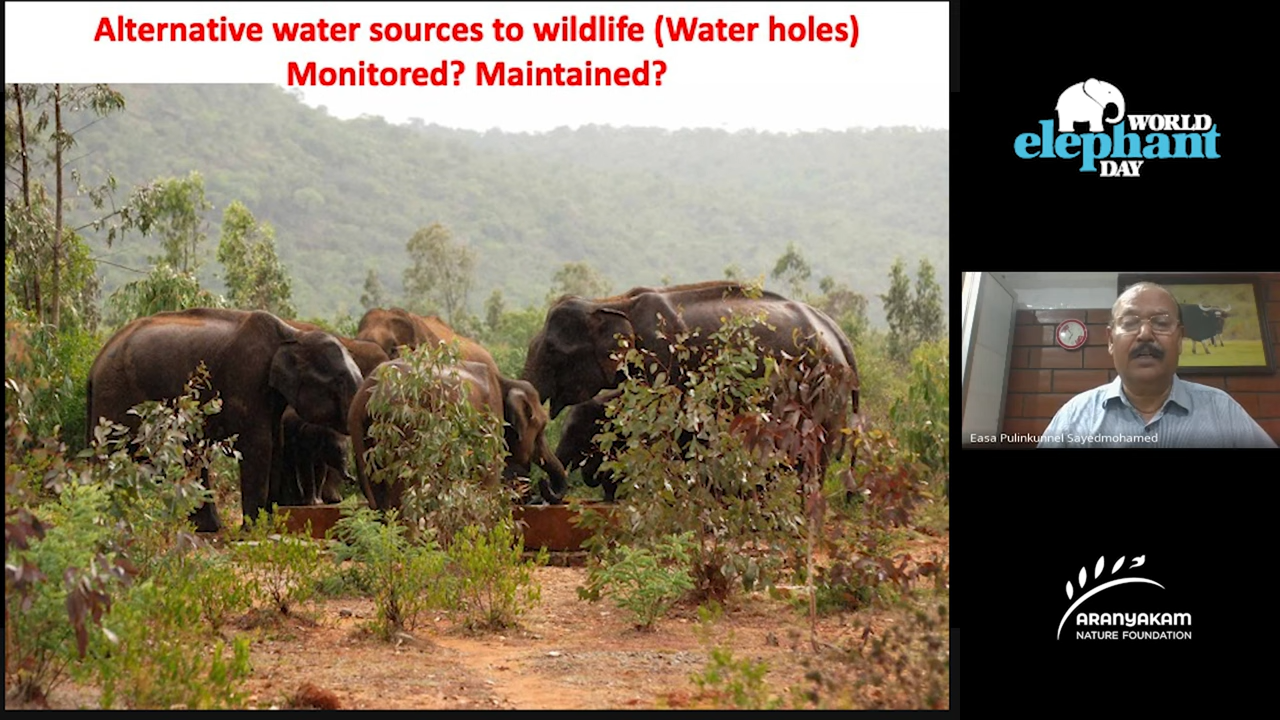 Alternative water sources to wildlife (Water holes)
Monitored? Maintained?
WORLD
elephant
DAY
Easa Pulinkunnel Sayedmohamed
ARANYAKAM
NATURE FOUNDATION